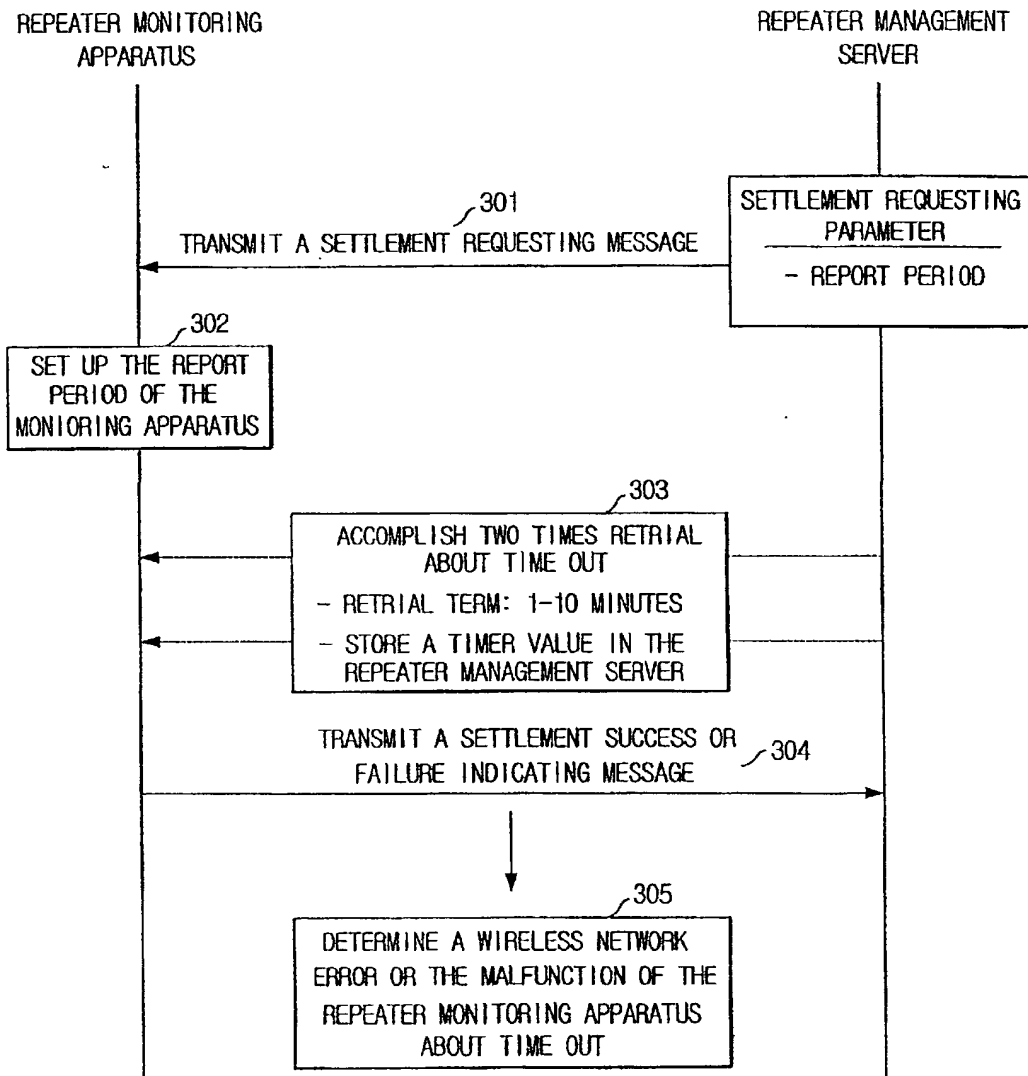 REPEATER MONITORING
APPARATUS
REPEATER MANAGEMENT
SERVER
SETTLEMENT REQUESTING
PARAMETER
- REPORT PERIOD
301
TRANSMIT A SETTLEMENT REQUESTING MESSAGE
302
SET UP THE REPORT
PERIOD OF THE
MONIORING APPARATUS
303
ACCOMPLISH TWO TIMES RETRIAL
ABOUT TIME OUT
- RETRIAL TERM: 1-10 MINUTES
- STORE A TIMER VALUE IN THE
REPEATER MANAGEMENT SERVER
TRANSMIT A SETTLEMENT SUCCESS OR
FAILURE INDICATING MESSAGE
304
305
DETERMINE A WIRELESS NETWORK
ERROR OR THE MALFUNCTION OF THE
REPEATER MONITORING APPARATUS
ABOUT TIME OUT